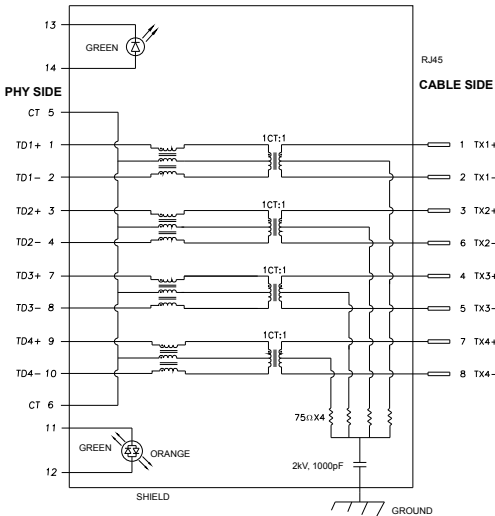 13
GREEN
14
RJ45
PHY SIDE
CABLE SIDE
CT 5
1CT:1
TD1+ 1
1 TX1+
TD1- 2
2 TX1-
1CT:1
TD2+ 3
3 TX2+
TD2- 4
6 TX2-
1CT:1
TD3+ 7
4 TX3+
TD3- 8
5 TX3-
1CT:1
TD4+ 9
7 TX4+
TD4- 10
8 TX4-
CT 6
75ΩX4
11
GREEN
ORANGE
12
2kV, 1000pF
SHIELD
GROUND